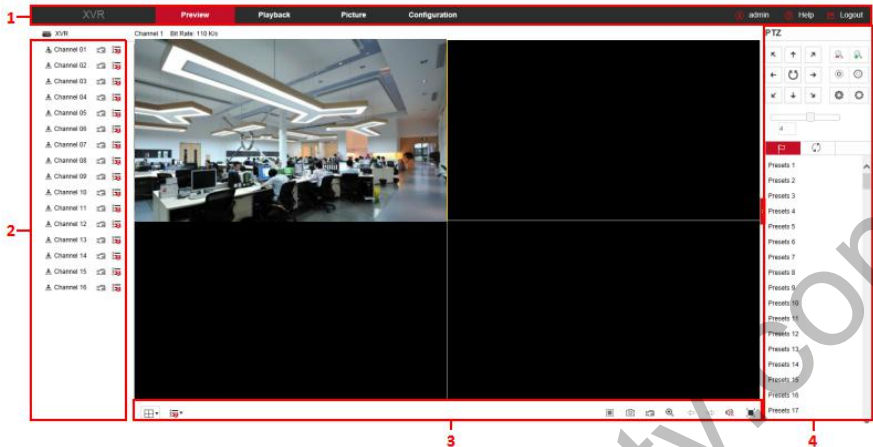 XVR Preview Playback Picture Configuration admin Help Logout
1
XVR
Channel 1 Bit Rate: 110 K/s
PTZ
Channel 01
Channel 02
Channel 03
Channel 04
Channel 05
Channel 06
Channel 07
Channel 08
Channel 09
Channel 10
Channel 11
Channel 12
Channel 13
Channel 14
Channel 15
Channel 16
2
4
Presets 1
Presets 2
Presets 3
Presets 4
Presets 5
Presets 6
Presets 7
Presets 8
Presets 9
Presets 10
Presets 11
Presets 12
Presets 13
Presets 14
Presets 15
Presets 16
Presets 17
3
4